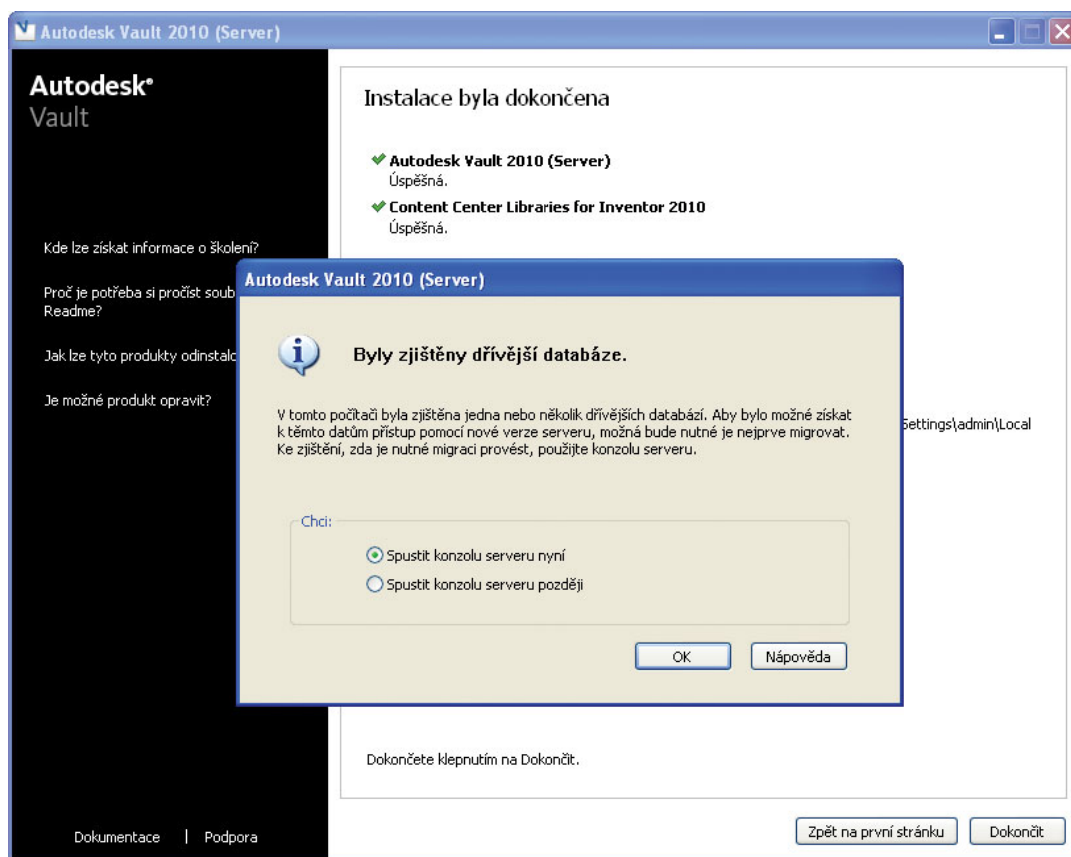 Autodesk Vault 2010 (Server)
Autodesk®
Vault
Kde lze získat informace o školení?
Proč je potřeba si pročíst soub
Readme?
Jak lze tyto produkty odinstalo
Je možné produkt opravit?
Dokumentace | Podpora
Instalace byla dokončena
Autodesk Vault 2010 (Server)
Úspěšná.
Content Center Libraries for Inventor 2010
Úspěšná.
Settings\admin\Local
Autodesk Vault 2010 (Server)
Byly zjištěny dřívější databáze.
V tomto počítači byla zjištěna jedna nebo několik dřívějších databází. Aby bylo možné získat
k těmto datům přístup pomocí nové verze serveru, možná bude nutné je nejprve migrovat.
Ke zjištění, zda je nutné migraci provést, použijte konzolu serveru.
Chci:
Spustit konzolu serveru nyní
Spustit konzolu serveru později
OK
Nápověda
Dokončete klepnutím na Dokončit.
Zpět na první stránku
Dokončit